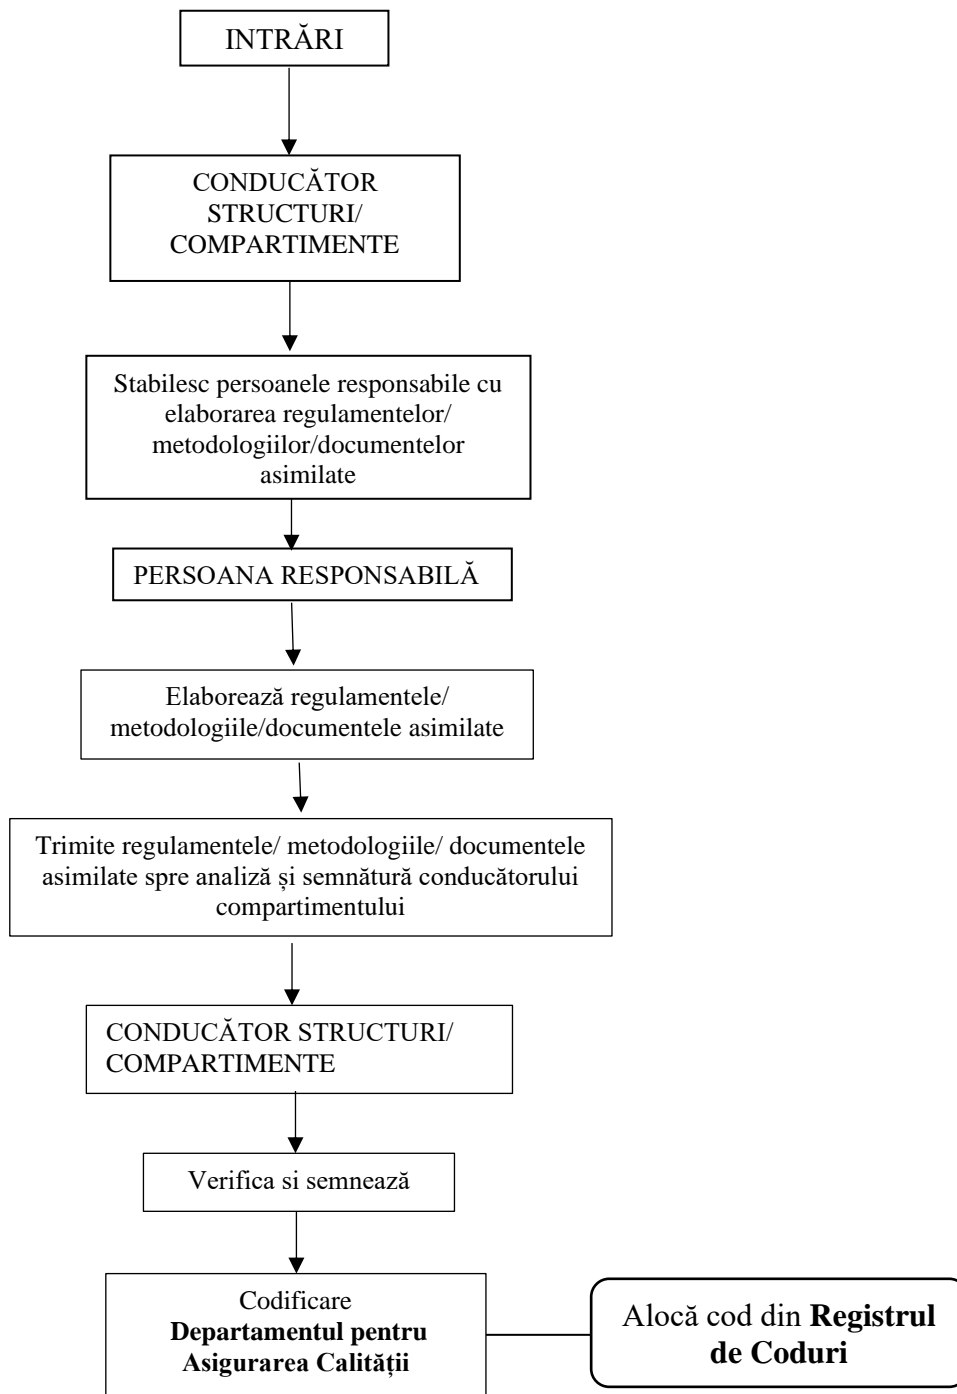 INTRĂRI
CONDUCĂTOR
STRUCTURI/
COMPARTIMENTE
Stabilesc persoanele responsabile cu
elaborarea regulamentelor/
metodologiilor/documentelor
asimilate
PERSOANA RESPONSABILĂ
Elaborează regulamentele/
metodologiile/documentele asimilate
Trimite regulamentele/ metodologiile/ documentele
asimilate spre analiză și semnătură conducătorului
compartimentului
CONDUCĂTOR STRUCTURI/
COMPARTIMENTE
Verifica si semnează
Codificare
Departamentul pentru
Asigurarea Calității
Alocă cod din Registrul
de Coduri